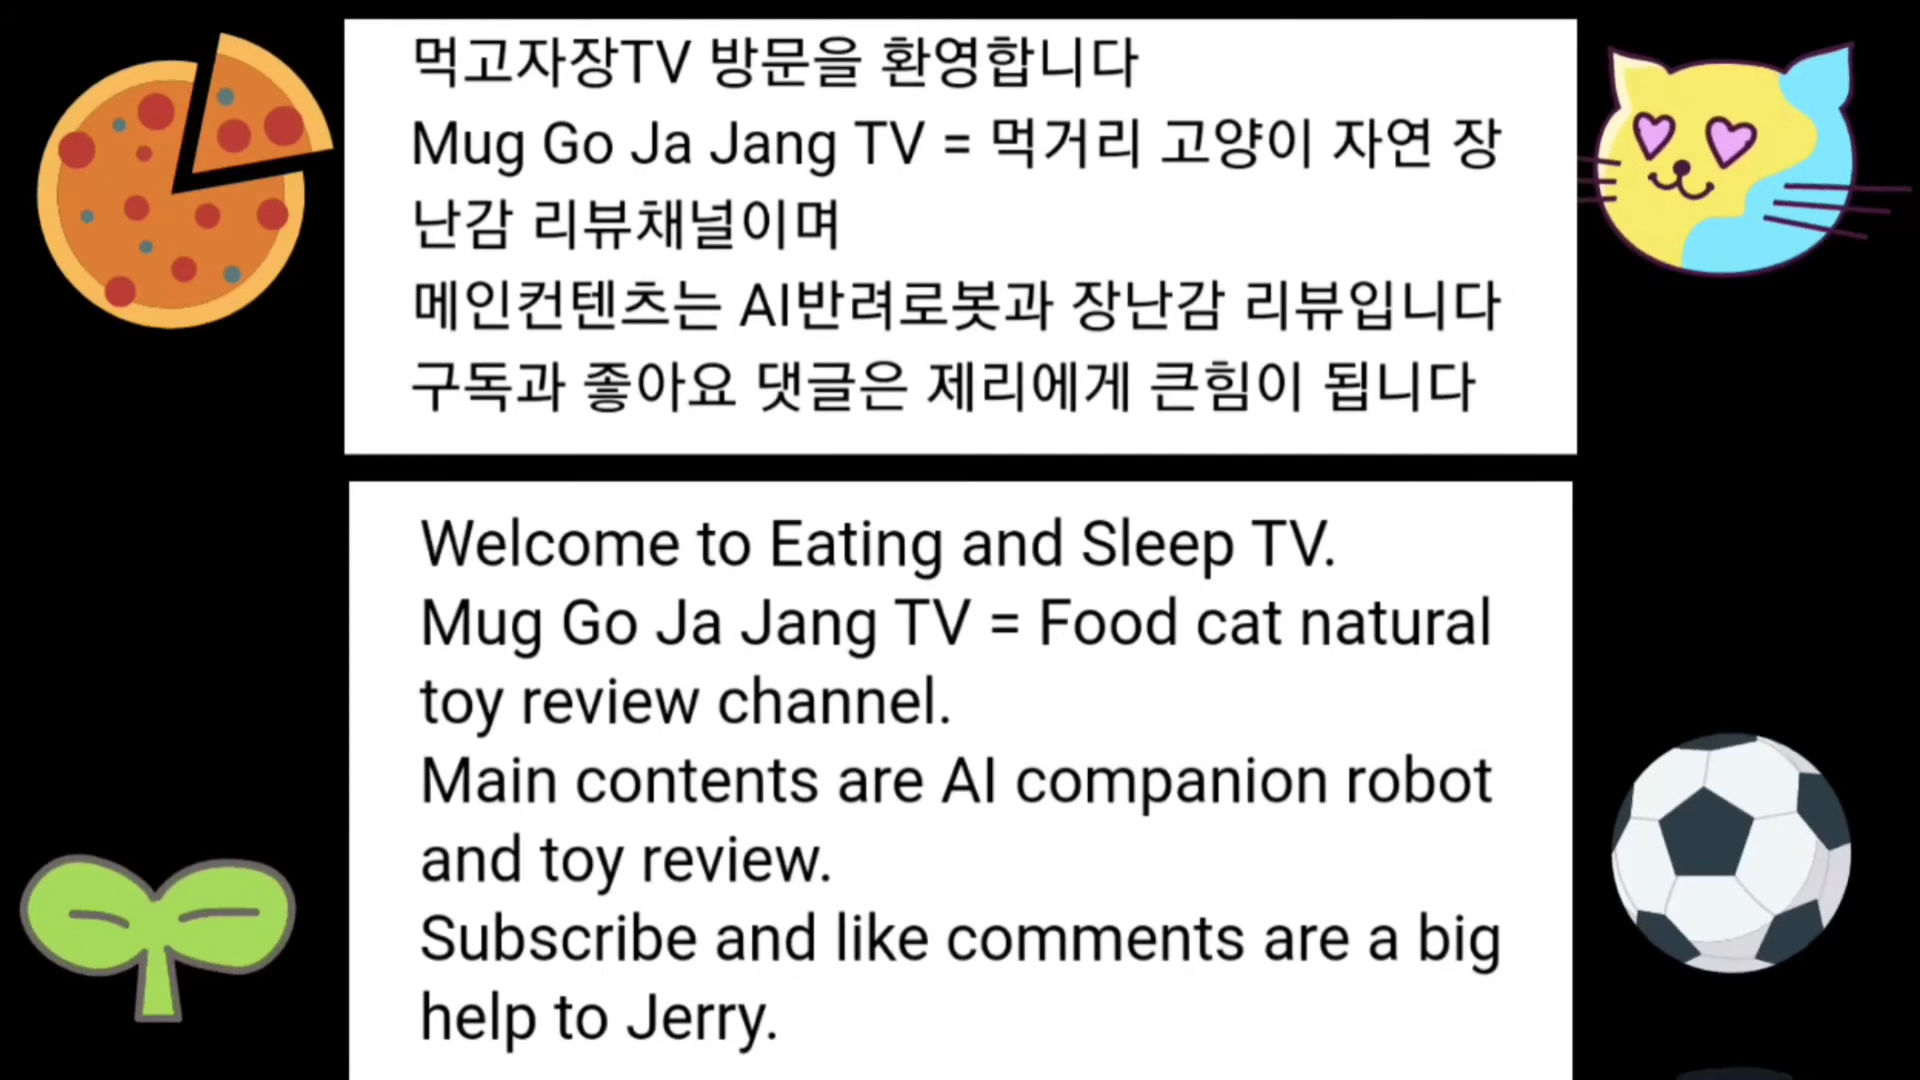 먹고자장TV 방문을 환영합니다
Mug Go Ja Jang TV = 먹거리 고양이 자연 장
난감 리뷰채널이며
메인컨텐츠는 AI반려로봇과 장난감 리뷰입니다
구독과 좋아요 댓글은 제리에게 큰힘이 됩니다
Welcome to Eating and Sleep TV.
Mug Go Ja Jang TV = Food cat natural
toy review channel.
Main contents are AI companion robot
and toy review.
Subscribe and like comments are a big
help to Jerry.